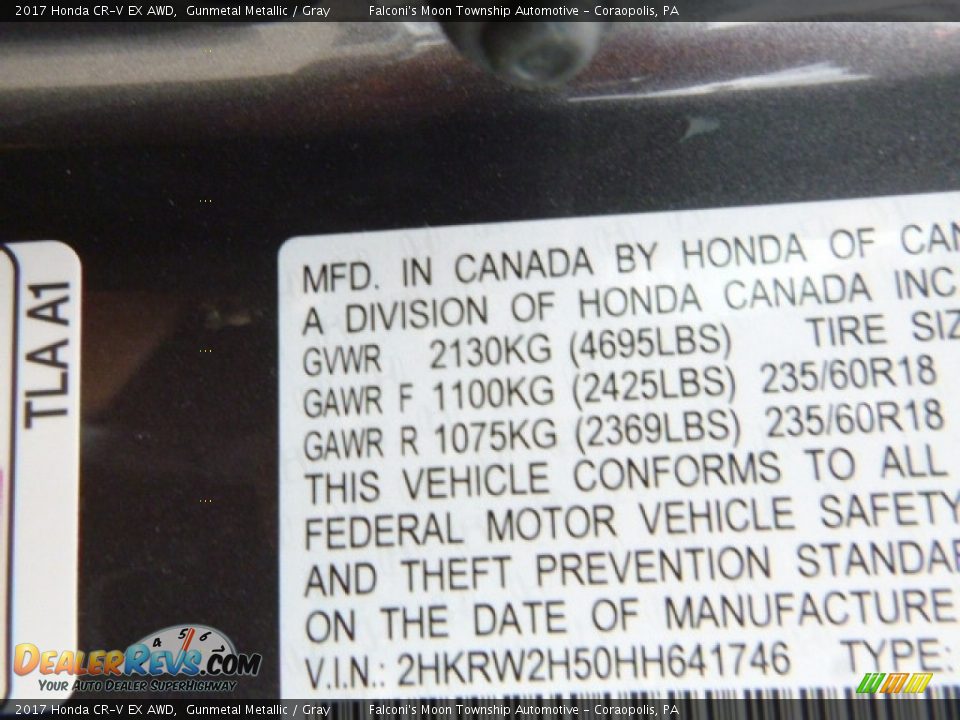 2017 Honda CR-V EX AWD, Gunmetal Metallic / Gray Falconi's Moon Township Automotive - Coraopolis, PA
TLA A1
MFD. IN CANADA BY HONDA OF CAN
A DIVISION OF HONDA CANADA INC.
GVWR 2130KG (4695LBS) TIRE SIZ
GAWR F 1100KG (2425LBS) 235/60R18
GAWR R 1075KG (2369LBS) 235/60R18
THIS VEHICLE CONFORMS TO ALL
FEDERAL MOTOR VEHICLE SAFETY
AND THEFT PREVENTION STANDAR
ON THE DATE OF MANUFACTURE
V.I.N.: 2HKRW2H50HH641746 TYPE:
4 5 6
DEALERREVS.COM
YOUR AUTO DEALER SUPERHIGHWAY
2017 Honda CR-V EX AWD, Gunmetal Metallic / Gray Falconi's Moon Township Automotive - Coraopolis, PA